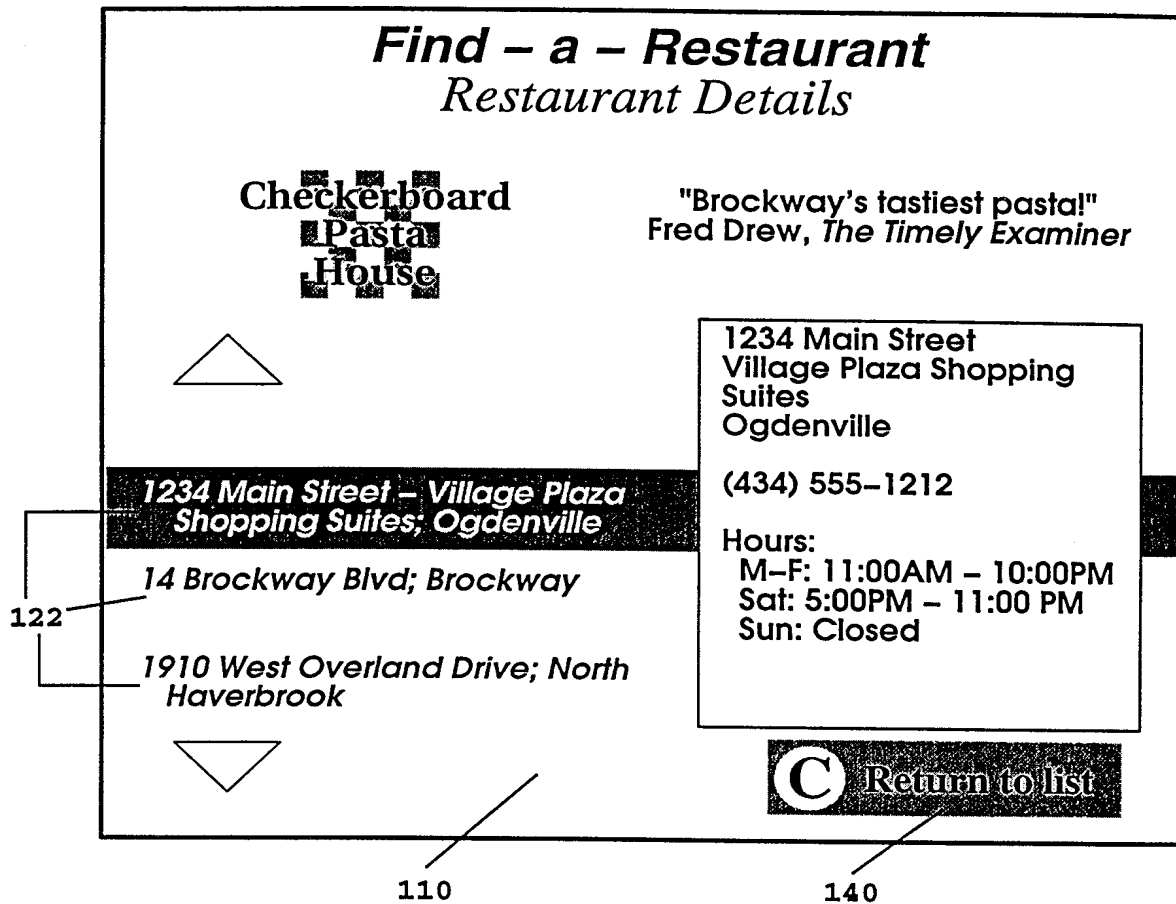 Find – a – Restaurant
Restaurant Details
Checkerboard
Pasta
House
"Brockway's tastiest pasta!"
Fred Drew, The Timely Examiner
1234 Main Street – Village Plaza
Shopping Suites; Ogdenville
14 Brockway Blvd; Brockway
1910 West Overland Drive; North
Haverbrook
1234 Main Street
Village Plaza Shopping
Suites
Ogdenville
(434) 555–1212
Hours:
M–F: 11:00AM – 10:00PM
Sat: 5:00PM – 11:00 PM
Sun: Closed
C Return to list
122
110
140